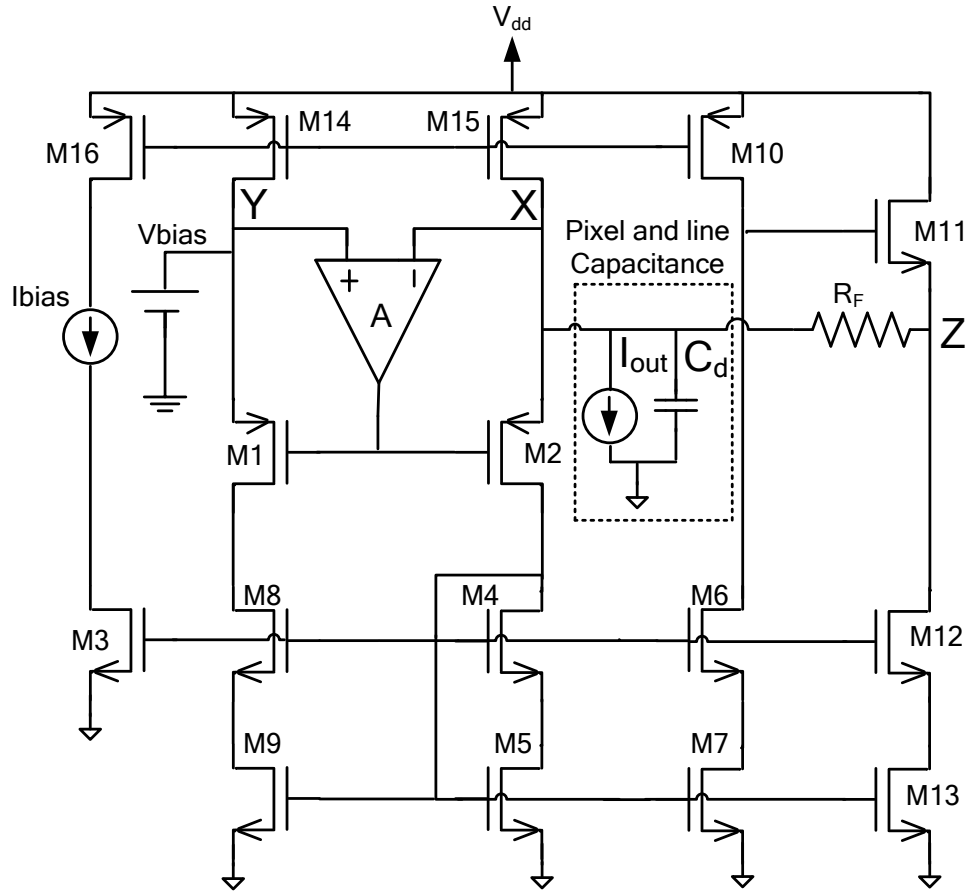 Vdd
M16
M14
M15
M10
Y
X
M11
Vbias
Pixel and line
Capacitance
Ibias
+
−
A
RF
Z
Iout
Cd
M1
M2
M8
M4
M6
M3
M12
M9
M5
M7
M13